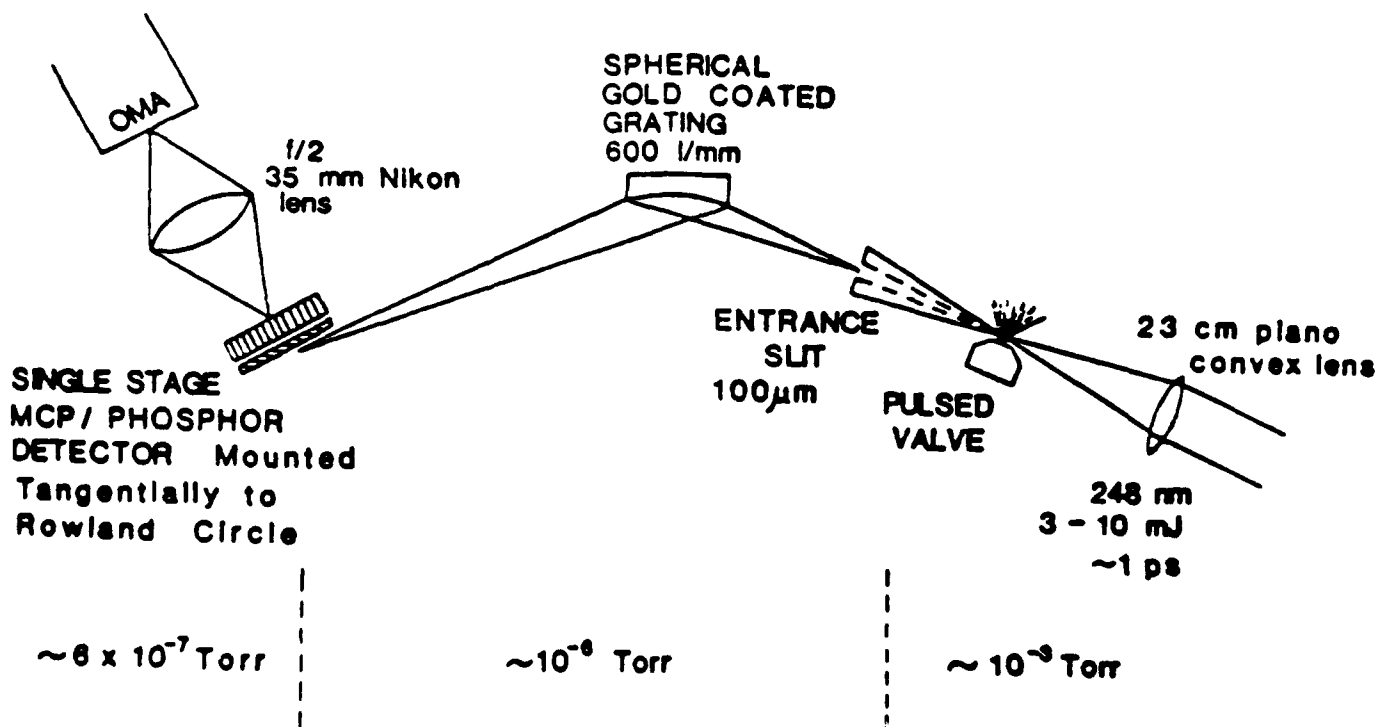 OMA
f/2
35 mm Nikon
lens
SPHERICAL
GOLD COATED
GRATING
600 l/mm
ENTRANCE
SLIT
100μm
PULSED
VALVE
23 cm plano
convex lens
248 nm
3 - 10 mJ
~1 ps
SINGLE STAGE
MCP/ PHOSPHOR
DETECTOR Mounted
Tangentially to
Rowland Circle
~6 x 10⁻⁷ Torr
~10⁻⁶ Torr
~ 10⁻³ Torr